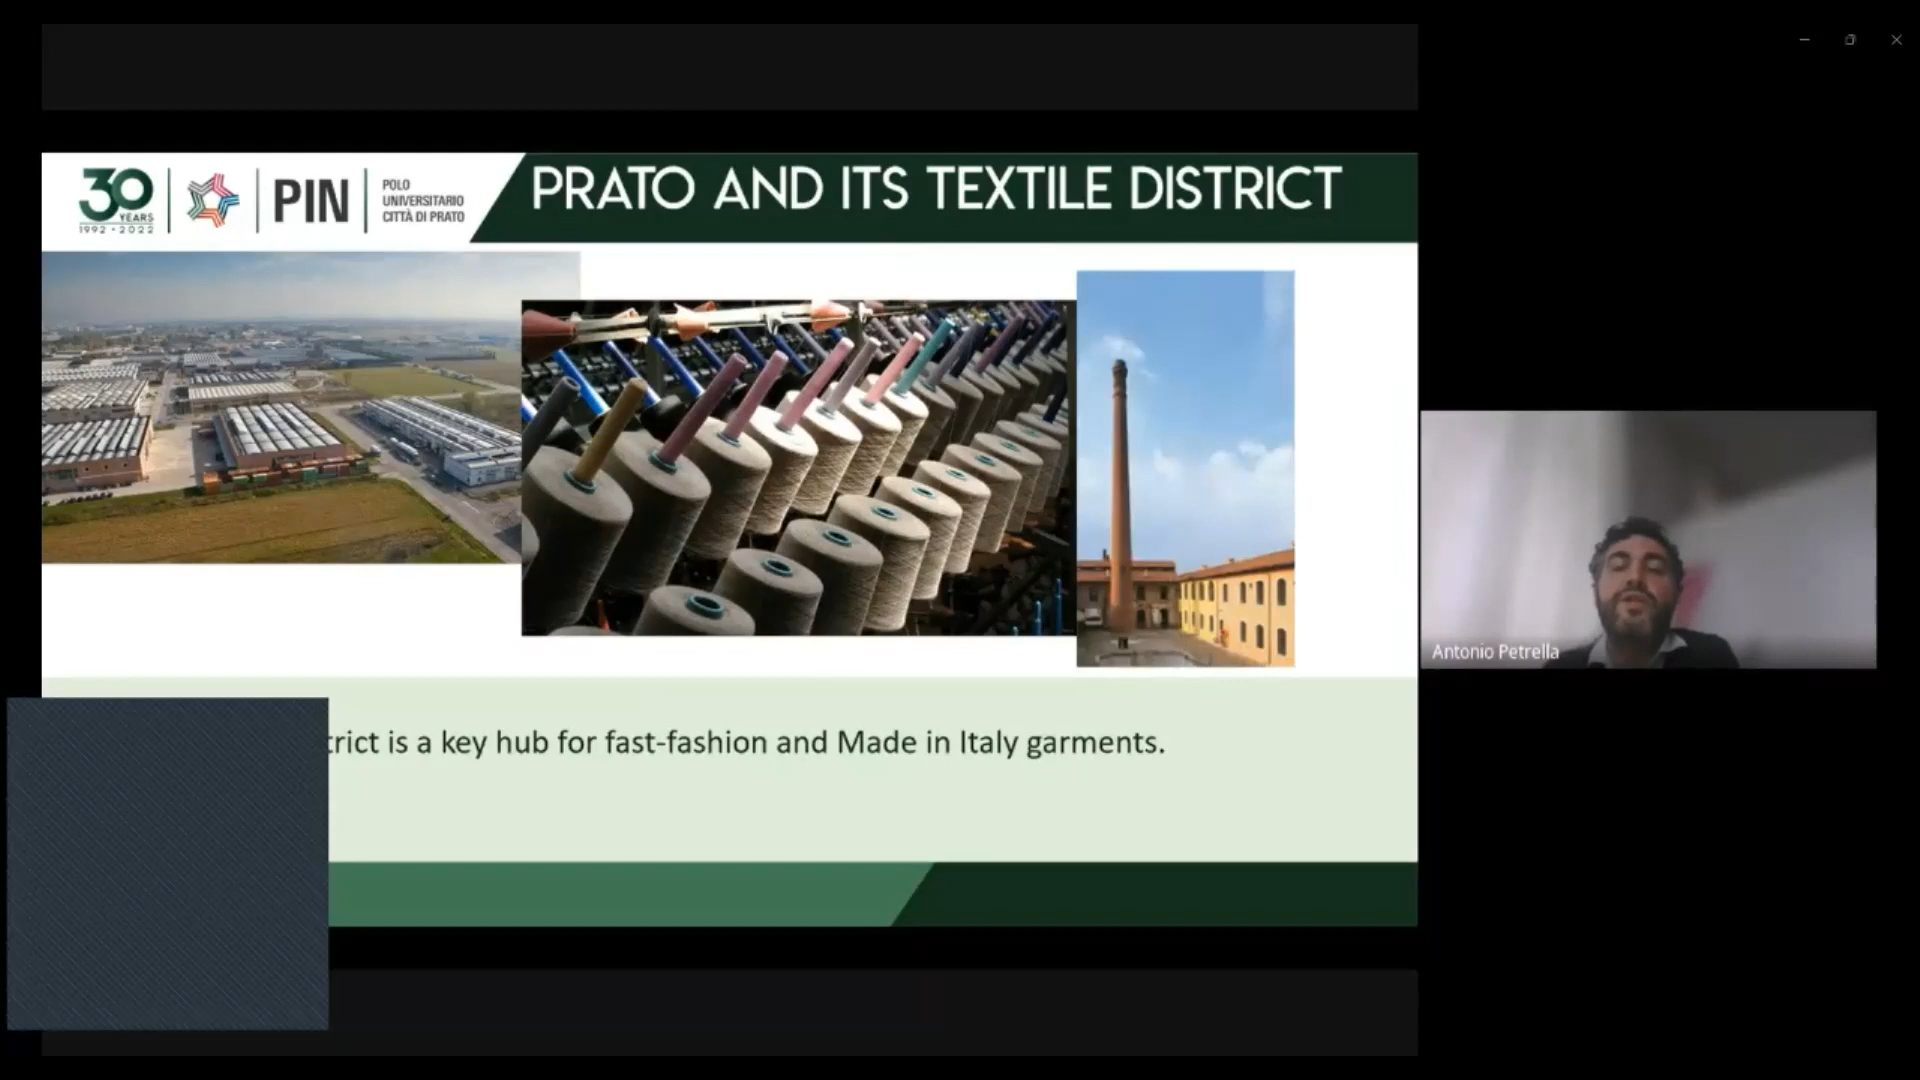 30
YEARS
1992 • 2022
PIN
POLO
UNIVERSITARIO
CITTÀ DI PRATO
PRATO AND ITS TEXTILE DISTRICT
is a key hub for fast-fashion and Made in Italy garments.
Antonio Petrella